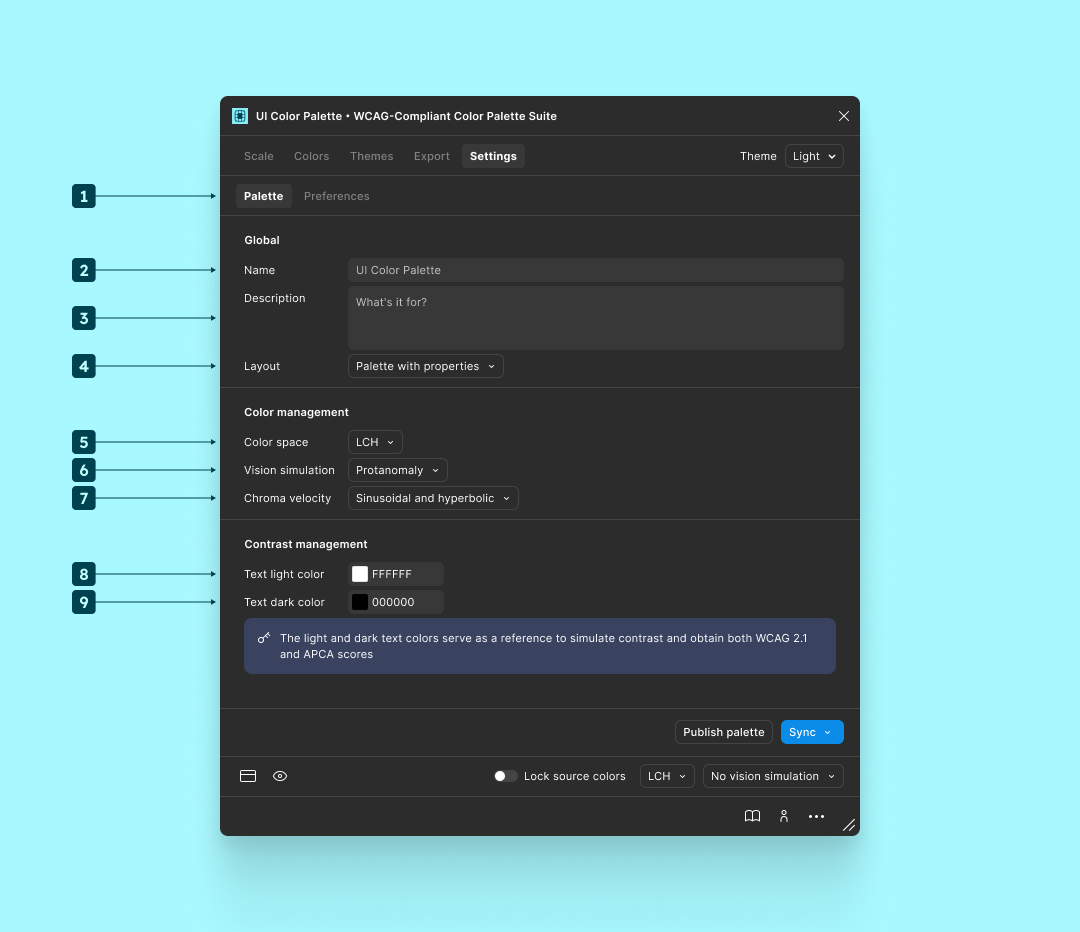 UI Color Palette • WCAG-Compliant Color Palette Suite
Scale Colors Themes Export Settings Theme Light
1 Palette Preferences
Global
2 Name UI Color Palette
Description What's it for?
3
4 Layout Palette with properties
Color management
5 Color space LCH
6 Vision simulation Protanomaly
7 Chroma velocity Sinusoidal and hyperbolic
Contrast management
8 Text light color FFFFFF
9 Text dark color 000000
The light and dark text colors serve as a reference to simulate contrast and obtain both WCAG 2.1
and APCA scores
Publish palette Sync
Lock source colors LCH No vision simulation